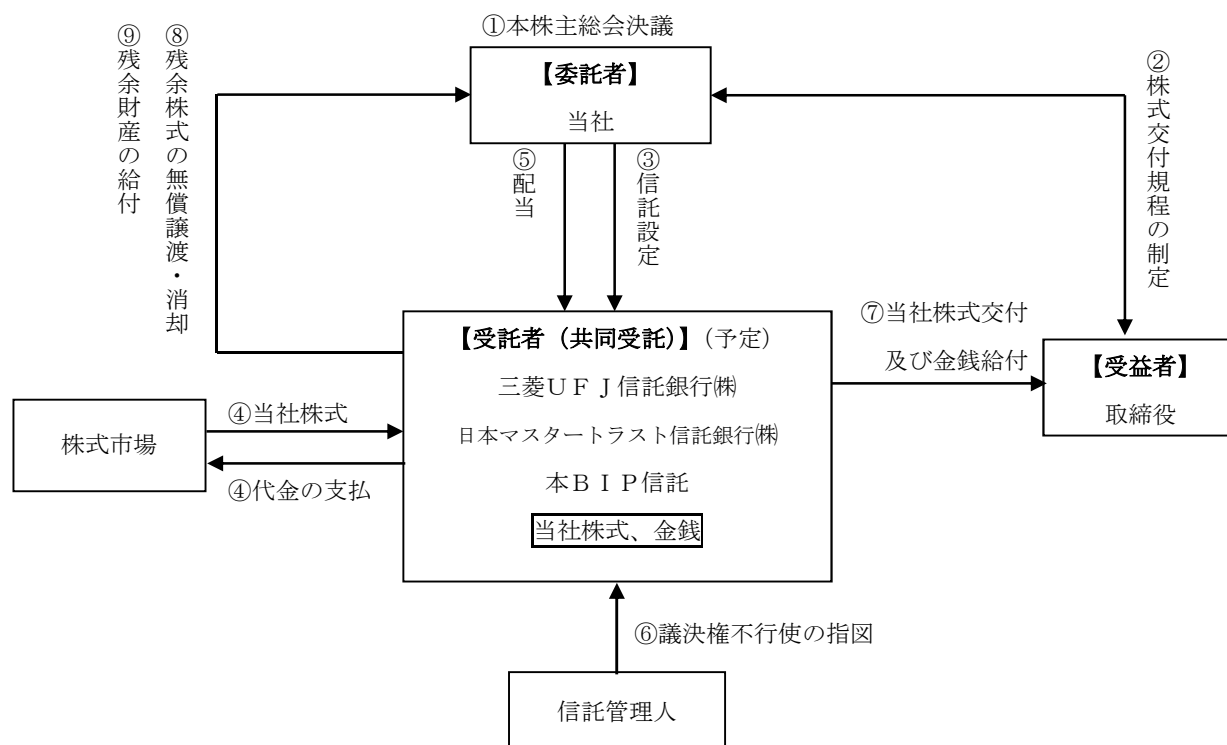 ①本株主総会決議
【委託者】
当社
⑨残余財産の給付
⑧残余株式の無償譲渡・消却
⑤配当
③信託設定
②株式交付規程の制定
【受託者（共同受託）】（予定）
三菱ＵＦＪ信託銀行㈱
日本マスタートラスト信託銀行㈱
本ＢＩＰ信託
当社株式、金銭
⑦当社株式交付
及び金銭給付
【受益者】
取締役
株式市場
④当社株式
④代金の支払
⑥議決権不行使の指図
信託管理人